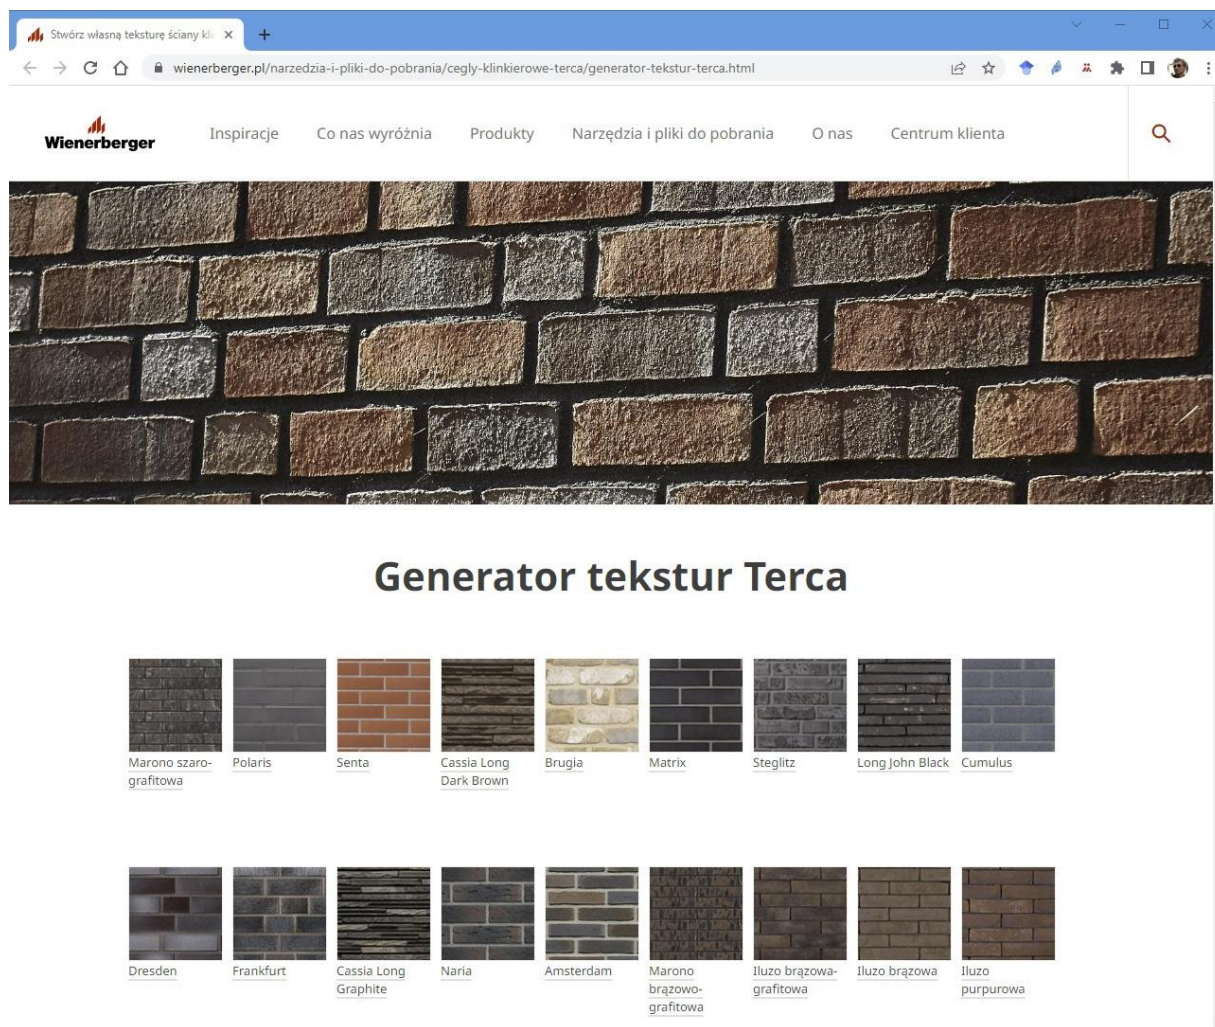 Stwórz własną teksturę ściany kli
wienerberger.pl/narzedzia-i-pliki-do-pobrania/cegly-klinkierowe-terca/generator-tekstur-terca.html
Wienerberger
Inspiracje
Co nas wyróżnia
Produkty
Narzędzia i pliki do pobrania
O nas
Centrum klienta
Generator tekstur Terca
Marono szaro-
grafitowa
Polaris
Senta
Cassia Long
Dark Brown
Brugia
Matrix
Steglitz
Long John Black
Cumulus
Dresden
Frankfurt
Cassia Long
Graphite
Naria
Amsterdam
Marono
brązowo-
grafitowa
Iluzo brązowa-
grafitowa
Iluzo brązowa
Iluzo
purpurowa